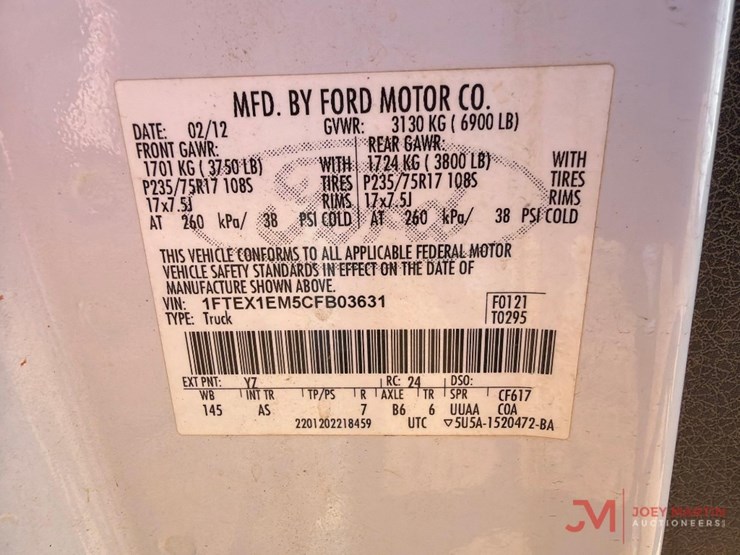 MFD. BY FORD MOTOR CO.
DATE: 02/12 GVWR: 3130 KG ( 6900 LB)
FRONT GAWR: REAR GAWR:
1701 KG ( 3750 LB) WITH 1724 KG ( 3800 LB) WITH
P235/75R17 108S TIRES P235/75R17 108S TIRES
17x7.5J RIMS 17x7.5J RIMS
AT 260 kPa/ 38 PSI COLD AT 260 kPa/ 38 PSI COLD
Ford
THIS VEHICLE CONFORMS TO ALL APPLICABLE FEDERAL MOTOR
VEHICLE SAFETY STANDARDS IN EFFECT ON THE DATE OF
MANUFACTURE SHOWN ABOVE.
VIN: 1FTEX1EM5CFB03631 F0121
TYPE: Truck T0295
EXT PNT: YZ RC: 24 DSO:
WB INT TR TP/PS R AXLE TR SPR CF617
145 AS 7 B6 6 UUAA COA
2201202218459 UTC ▽5U5A-1520472-BA
JM JOEY MARTIN
AUCTIONEERS